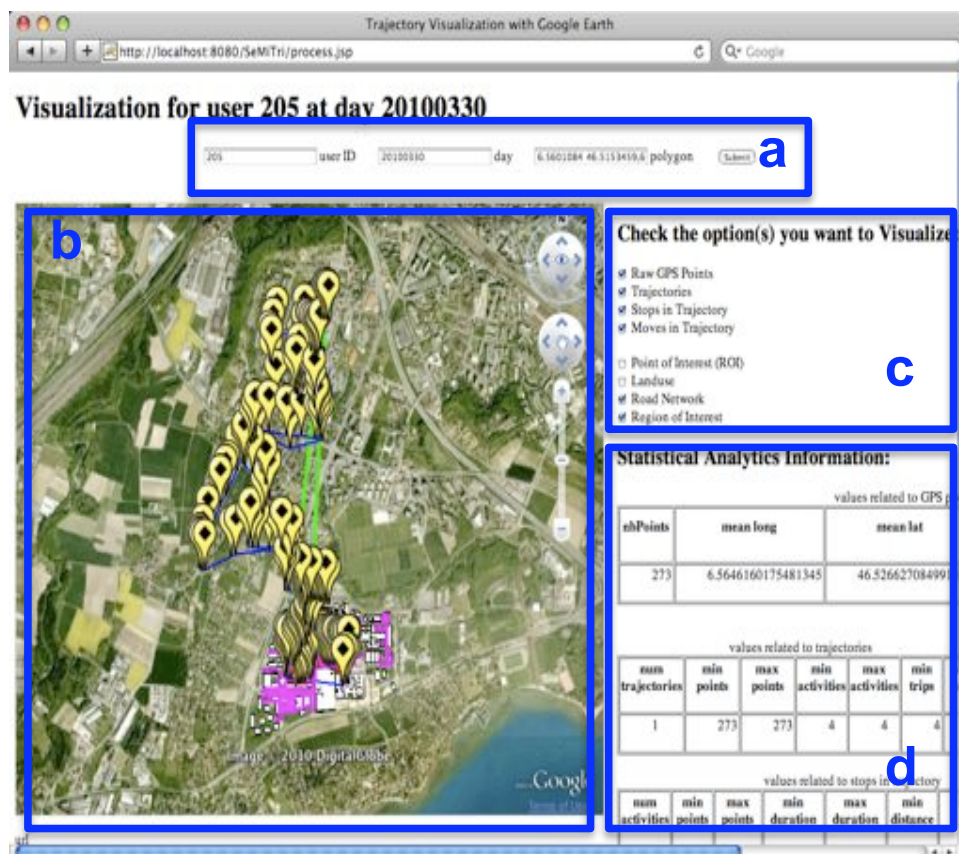 Trajectory Visualization with Google Earth
http://localhost:8080/SeMiTri/process.jsp
Google
Visualization for user 205 at day 20100330
205 user ID 20100330 day 6.5601084 46.5153459,6 polygon Submit
a
b
Image 2010 DigitalGlobe
Google
Terms of Use
Check the option(s) you want to Visualize
Raw GPS Points
Trajectories
Stops in Trajectory
Moves in Trajectory
Point of Interest (ROI)
Landuse
Road Network
Region of Interest
c
Statistical Analytics Information:
values related to GPS p
nbPoints mean long mean lat
273 6.5646160175481345 46.526627084991
values related to trajectories
num trajectories min points max points min activities max activities min trips
1 273 273 4 4 4
d
values related to stops in trajectory
num activities min points max points min duration max duration min distance
url